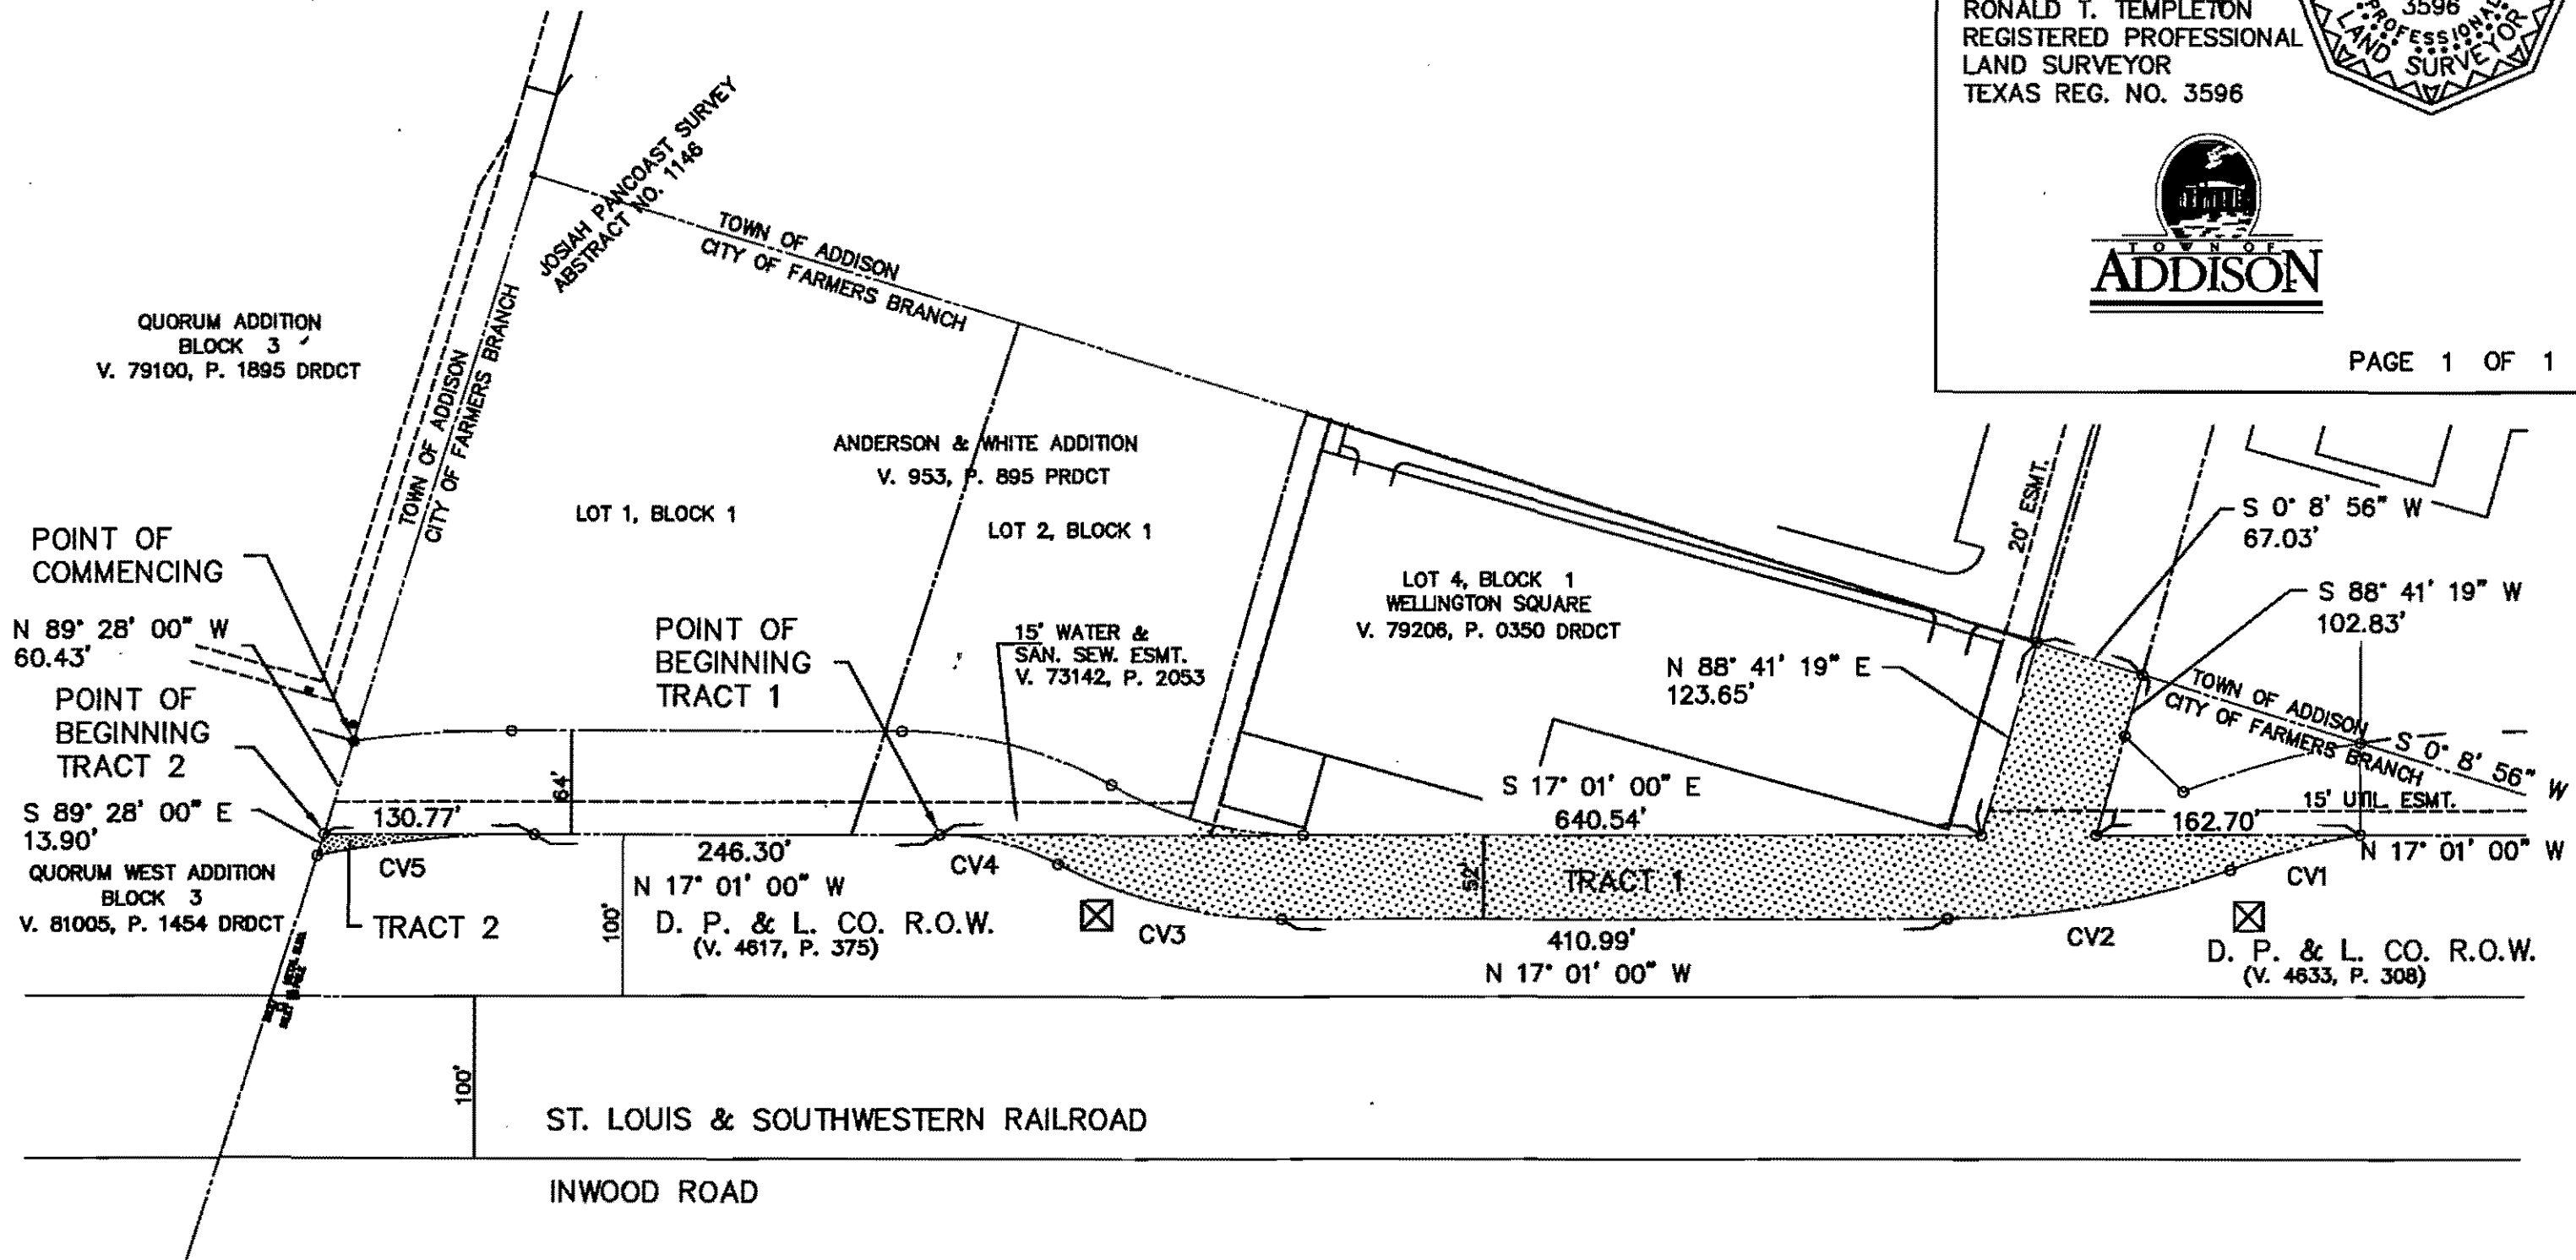 RONALD T. TEMPLETON
REGISTERED PROFESSIONAL
LAND SURVEYOR
TEXAS REG. NO. 3596
3596
PROFESSIONAL
LAND SURVEYOR
TOWN OF
ADDISON
PAGE 1 OF 1
JOSIAH PANCOAST SURVEY
ABSTRACT NO. 1146
TOWN OF ADDISON
CITY OF FARMERS BRANCH
QUORUM ADDITION
BLOCK 3
V. 79100, P. 1895 DRDCT
TOWN OF ADDISON
CITY OF FARMERS BRANCH
ANDERSON & WHITE ADDITION
V. 953, P. 895 PRDCT
LOT 1, BLOCK 1
LOT 2, BLOCK 1
20' ESMT.
S 0° 8' 56" W
67.03'
POINT OF
COMMENCING
LOT 4, BLOCK 1
WELLINGTON SQUARE
V. 79206, P. 0350 DRDCT
S 88° 41' 19" W
102.83'
N 89° 28' 00" W
60.43'
POINT OF
BEGINNING
TRACT 1
15' WATER &
SAN. SEW. ESMT.
V. 73142, P. 2053
N 88° 41' 19" E
123.65'
POINT OF
BEGINNING
TRACT 2
TOWN OF ADDISON
CITY OF FARMERS BRANCH
S 0° 8' 56" W
64'
S 17° 01' 00" E
640.54'
15' UTIL. ESMT.
S 89° 28' 00" E
13.90'
130.77'
162.70'
N 17° 01' 00" W
QUORUM WEST ADDITION
BLOCK 3
V. 81005, P. 1454 DRDCT
CV5
246.30'
N 17° 01' 00" W
CV4
52'
TRACT 1
CV1
TRACT 2
100'
D. P. & L. CO. R.O.W.
(V. 4617, P. 375)
CV3
410.99'
N 17° 01' 00" W
CV2
D. P. & L. CO. R.O.W.
(V. 4633, P. 308)
100'
ST. LOUIS & SOUTHWESTERN RAILROAD
INWOOD ROAD